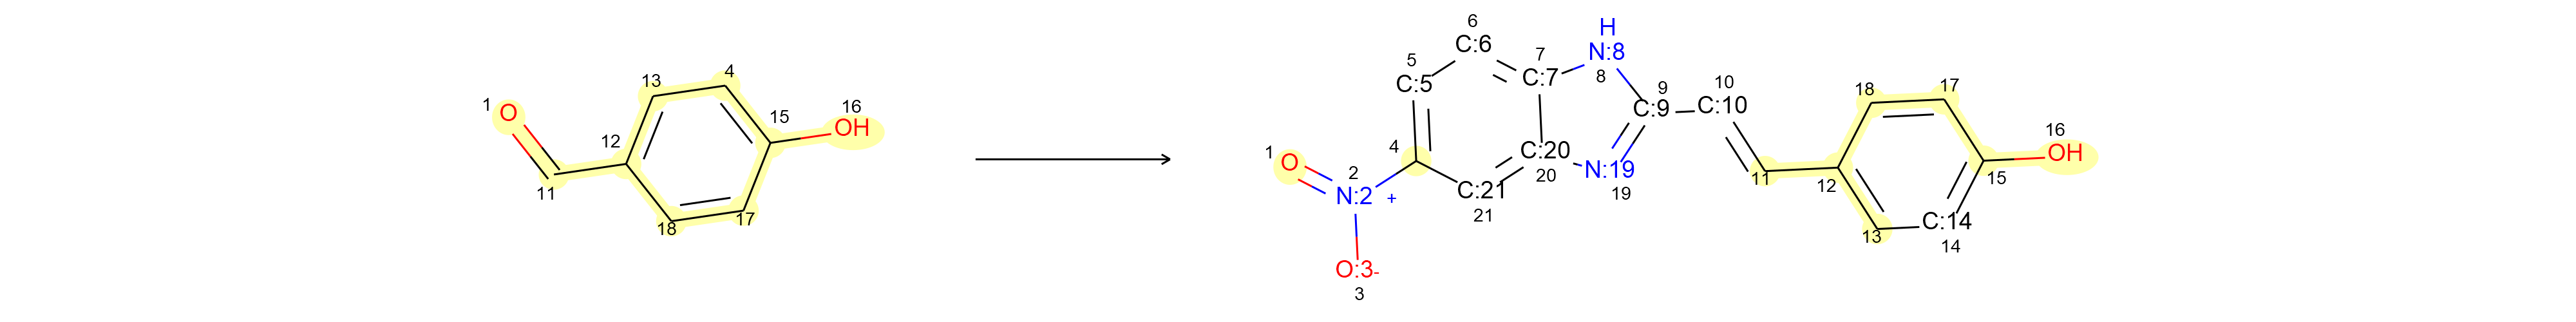 1 O 11 12 13 4 15 16 OH 17 18
6 C:6 5 C:5 7 C:7 H N:8 8 9 C:9 10 C:10 18 17
4 C:20 20 N:19 19 11 12 15 16 OH
1 O 2 N:2 + C:21 21 13 C:14 14
O:3- 3